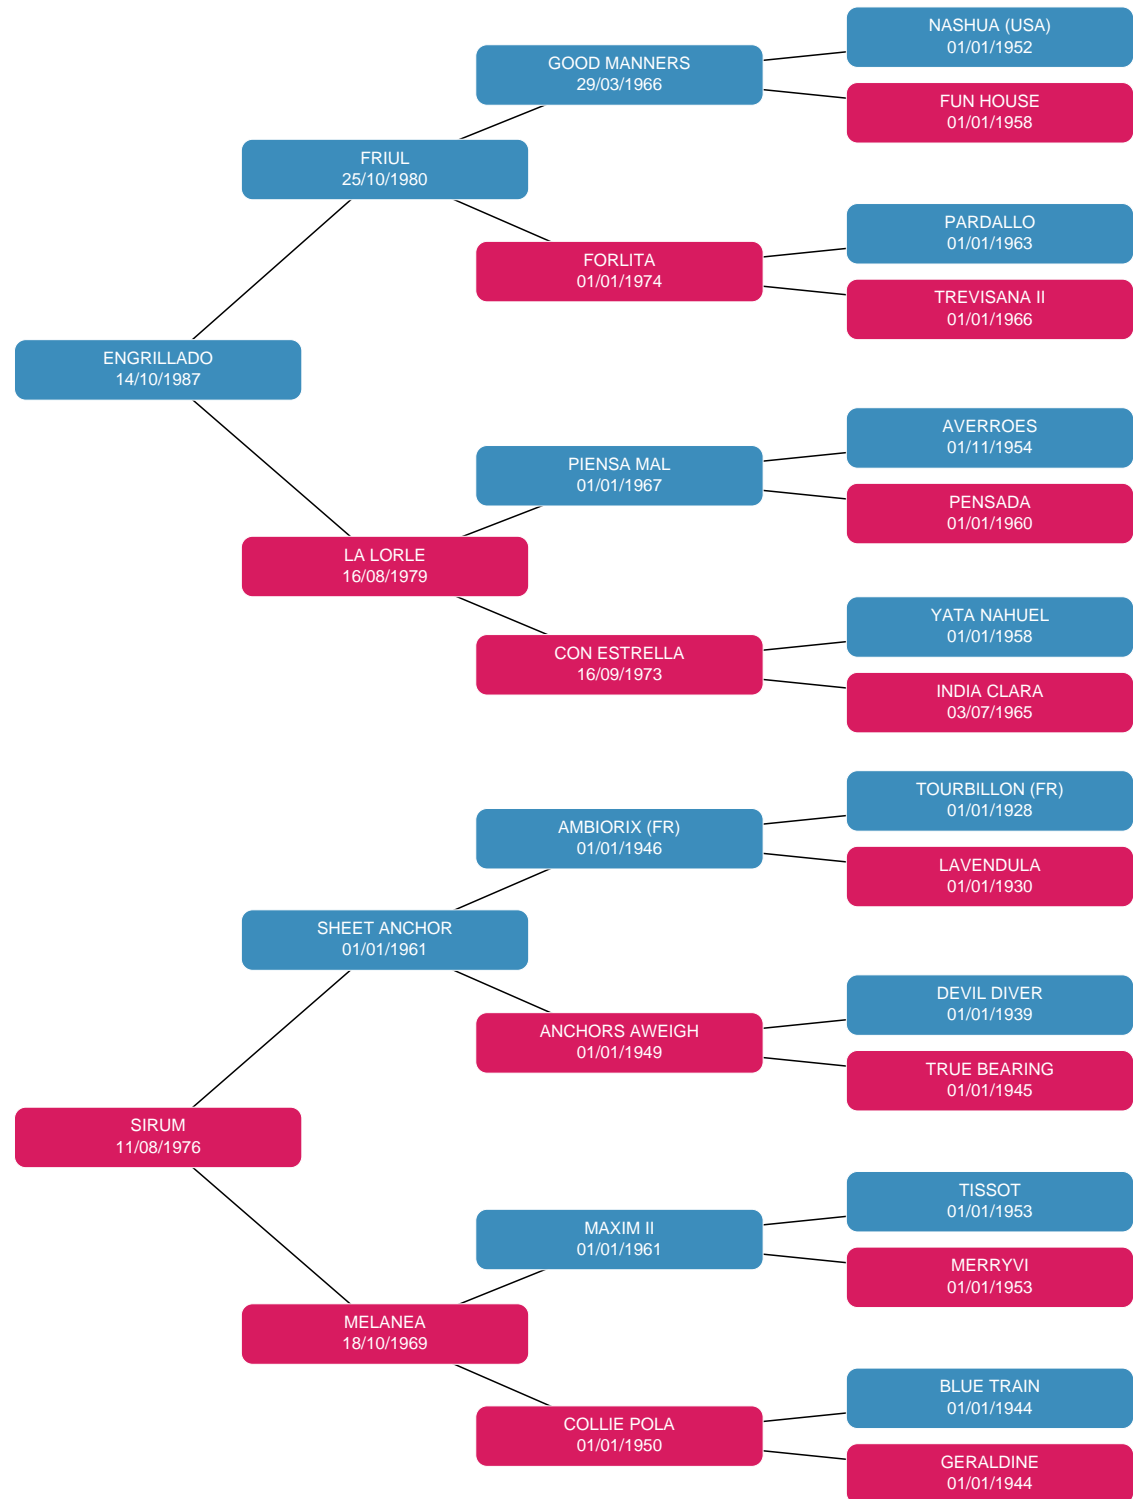 NASHUA (USA)
01/01/1952
GOOD MANNERS
29/03/1966
FUN HOUSE
01/01/1958
FRIUL
25/10/1980
PARDALLO
01/01/1963
FORLITA
01/01/1974
TREVISANA II
01/01/1966
ENGRILLADO
14/10/1987
AVERROES
01/11/1954
PIENSA MAL
01/01/1967
PENSADA
01/01/1960
LA LORLE
16/08/1979
YATA NAHUEL
01/01/1958
CON ESTRELLA
16/09/1973
INDIA CLARA
03/07/1965
TOURBILLON (FR)
01/01/1928
AMBIORIX (FR)
01/01/1946
LAVENDULA
01/01/1930
SHEET ANCHOR
01/01/1961
DEVIL DIVER
01/01/1939
ANCHORS AWEIGH
01/01/1949
TRUE BEARING
01/01/1945
SIRUM
11/08/1976
TISSOT
01/01/1953
MAXIM II
01/01/1961
MERRYVI
01/01/1953
MELANEA
18/10/1969
BLUE TRAIN
01/01/1944
COLLIE POLA
01/01/1950
GERALDINE
01/01/1944